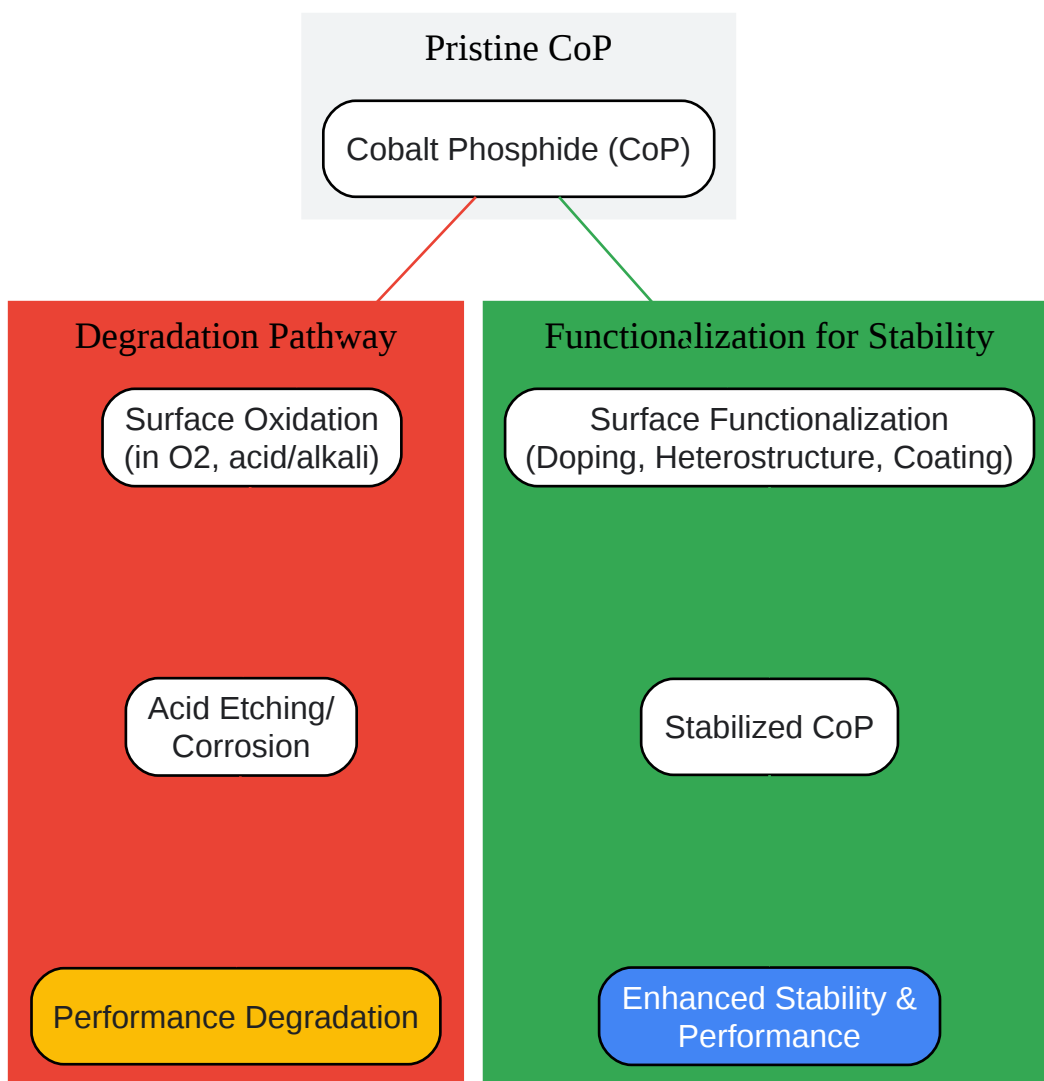 Pristine CoP
Cobalt Phosphide (CoP)
Degradation Pathway
Surface Oxidation
(in O2, acid/alkali)
Acid Etching/
Corrosion
Performance Degradation
Functionalization for Stability
Surface Functionalization
(Doping, Heterostructure, Coating)
Stabilized CoP
Enhanced Stability &
Performance